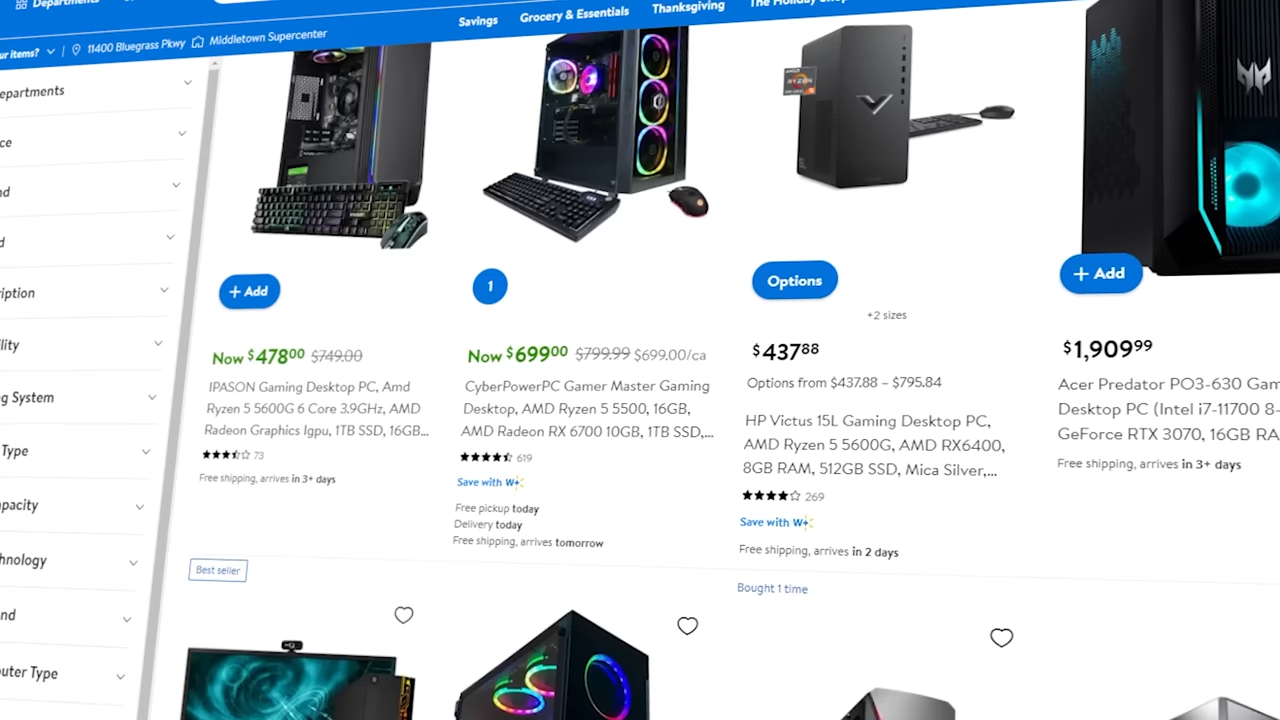 Departments
Savings
Grocery & Essentials
Thanksgiving
The Holiday Shop
ur items?
11400 Bluegrass Pkwy
Middletown Supercenter
epartments
ce
nd
d
ription
ility
g System
Type
pacity
hnology
nd
uter Type
+ Add
1
Options
+ Add
+2 sizes
Now $478.00 $749.00
IPASON Gaming Desktop PC, Amd
Ryzen 5 5600G 6 Core 3.9GHz, AMD
Radeon Graphics Igpu, 1TB SSD, 16GB...
73
Free shipping, arrives in 3+ days
Now $699.00 $799.99 $699.00/ca
CyberPowerPC Gamer Master Gaming
Desktop, AMD Ryzen 5 5500, 16GB,
AMD Radeon RX 6700 10GB, 1TB SSD,...
619
Save with W+
Free pickup today
Delivery today
Free shipping, arrives tomorrow
RYZEN
$437.88
Options from $437.88 – $795.84
HP Victus 15L Gaming Desktop PC,
AMD Ryzen 5 5600G, AMD RX6400,
8GB RAM, 512GB SSD, Mica Silver,...
269
Save with W+
Free shipping, arrives in 2 days
$1,909.99
Acer Predator PO3-630 Gam
Desktop PC (Intel i7-11700 8-
GeForce RTX 3070, 16GB RA
Free shipping, arrives in 3+ days
Best seller
Bought 1 time